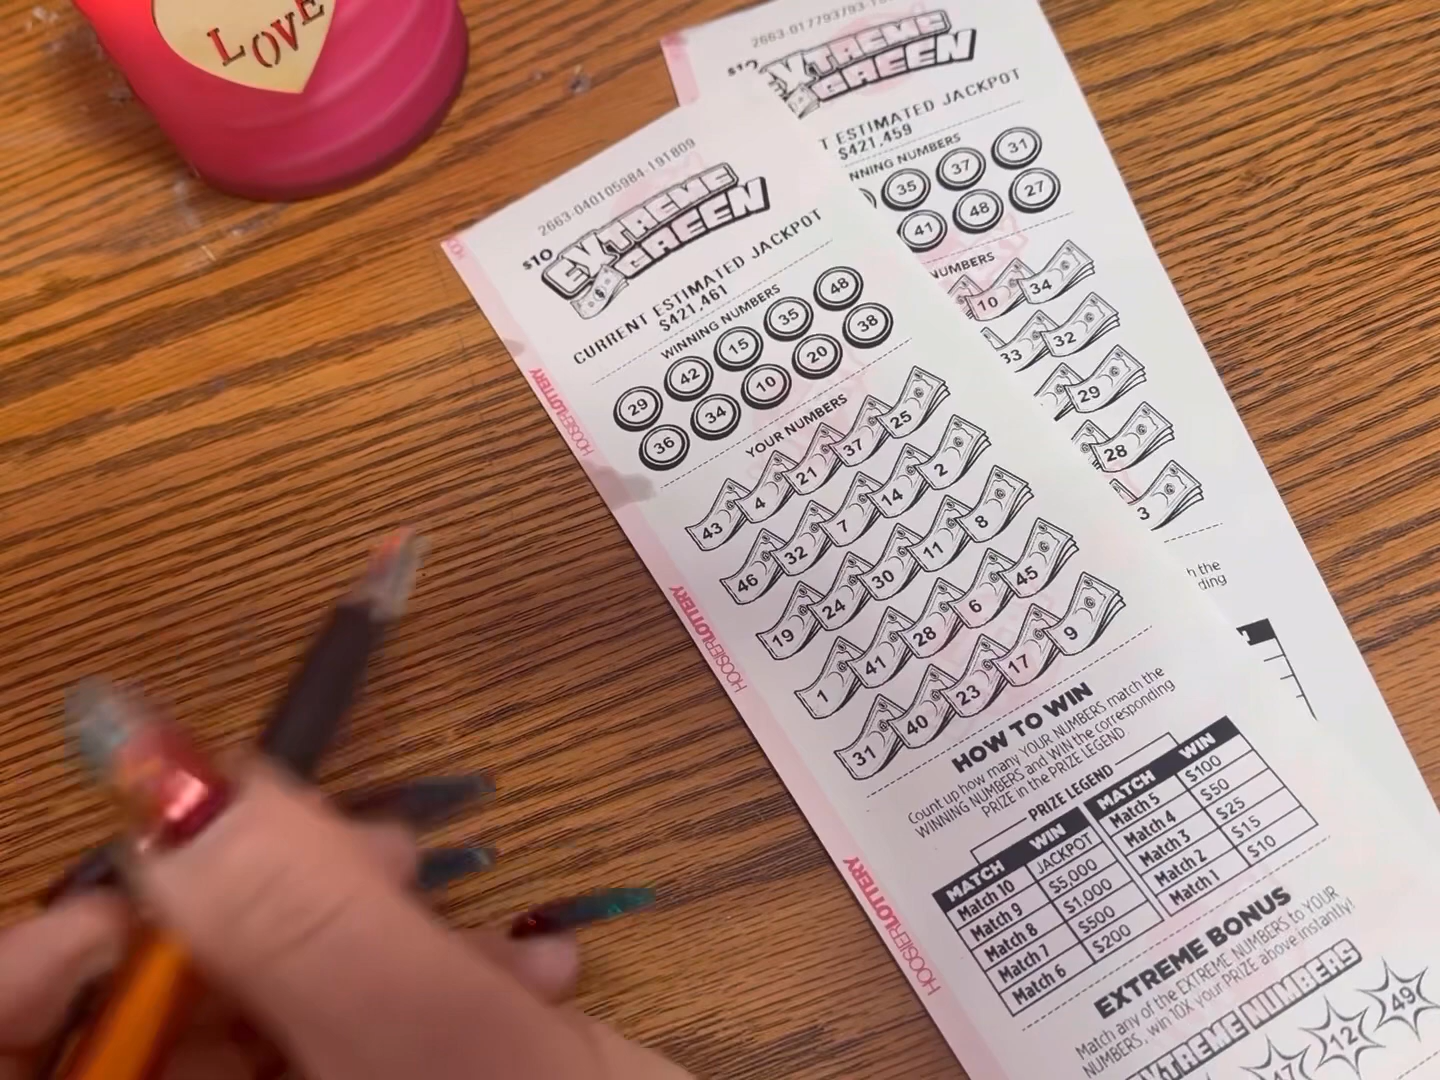 LOVE
2663-040105984-191809
$10 EXTREME
GREEN
CURRENT ESTIMATED JACKPOT
$421,461
WINNING NUMBERS
29 42 15 35 48
36 34 10 20 38
YOUR NUMBERS
43 4 21 37 25
46 32 7 14 2
19 24 30 11 8
1 41 28 6 45
31 40 23 17 9
HOW TO WIN
Count up how many YOUR NUMBERS match the
WINNING NUMBERS and WIN the corresponding
PRIZE in the PRIZE LEGEND.
PRIZE LEGEND
MATCH WIN MATCH WIN
Match 10 JACKPOT Match 5 $100
Match 9 $5,000 Match 4 $50
Match 8 $1,000 Match 3 $25
Match 7 $500 Match 2 $15
Match 6 $200 Match 1 $10
EXTREME BONUS
Match any of the EXTREME NUMBERS to YOUR
NUMBERS, win 10X your PRIZE above instantly!
EXTREME NUMBERS
12 49
HOOSIER LOTTERY
HOOSIER LOTTERY
HOOSIER LOTTERY
2663-017793793
$10 EXTREME
GREEN
ESTIMATED JACKPOT
$421,459
NUMBERS
35 37 31
41 48 27
NUMBERS
10 34
33 32
29
28
3
the